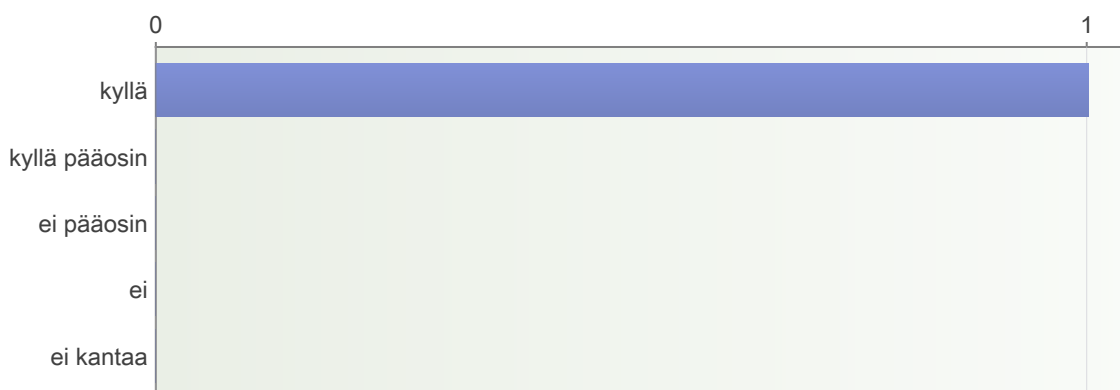 0 1
kyllä
kyllä pääosin
ei pääosin
ei
ei kantaa